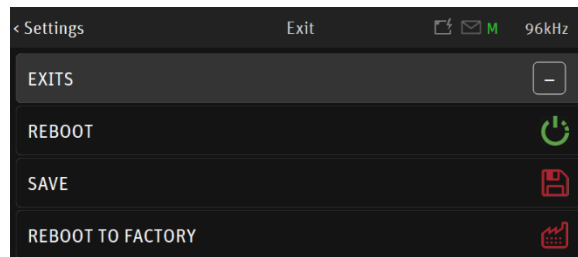 < Settings Exit M 96kHz
EXITS
REBOOT
SAVE
REBOOT TO FACTORY